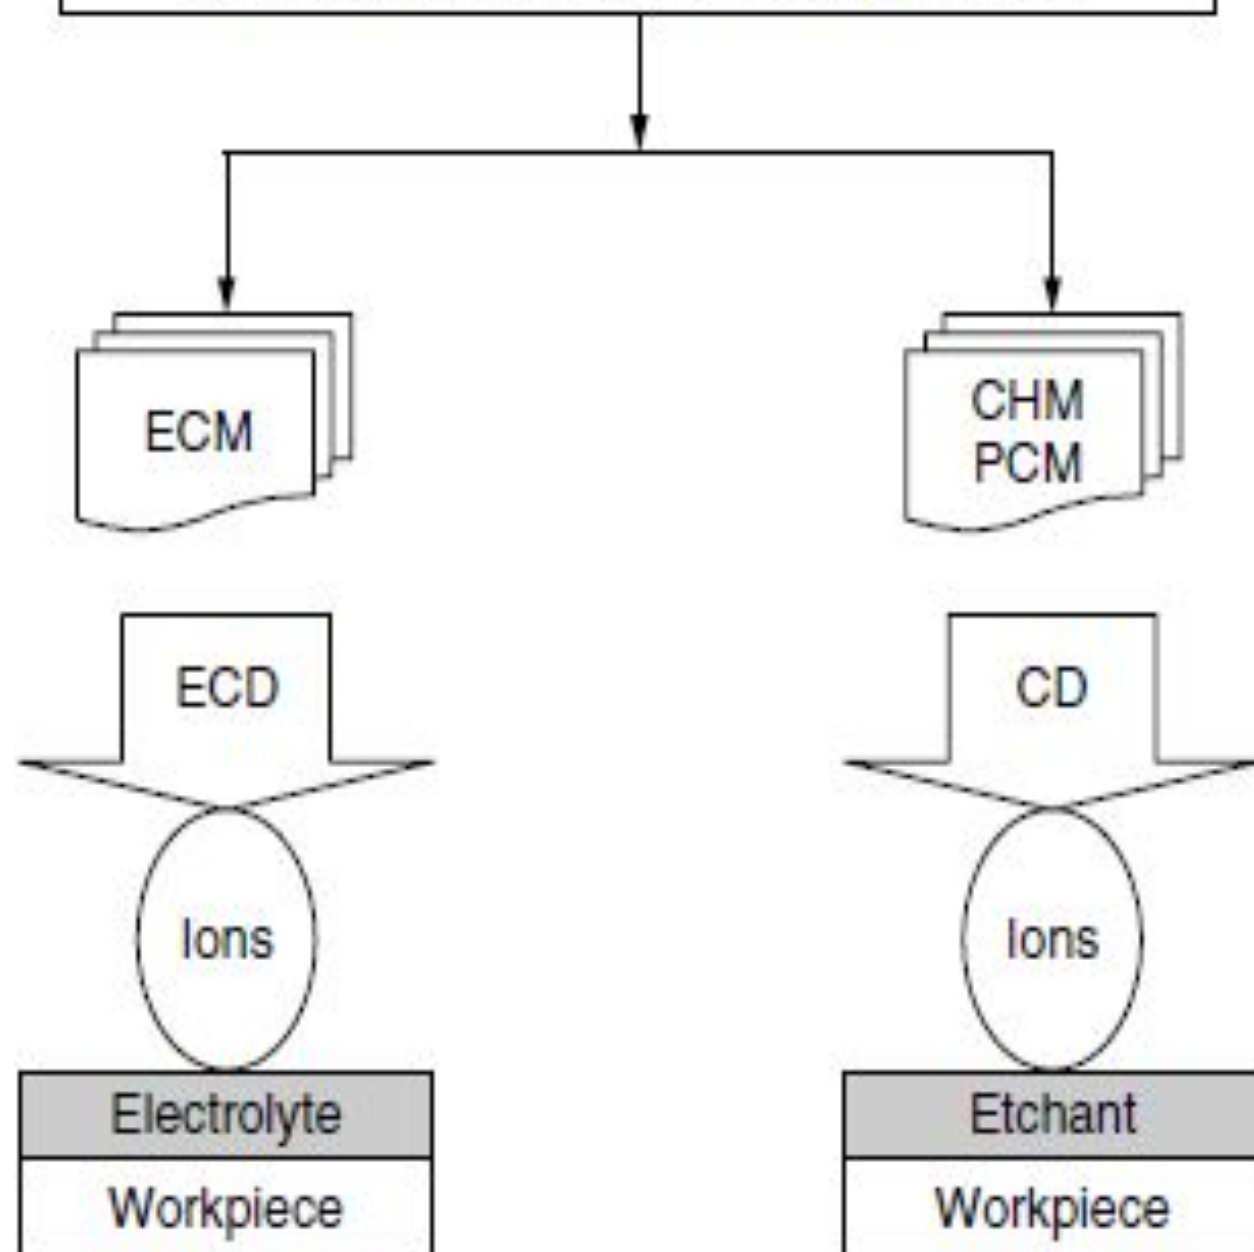 ECM
CHM
PCM
ECD
CD
Ions
Ions
Electrolyte
Etchant
Workpiece
Workpiece